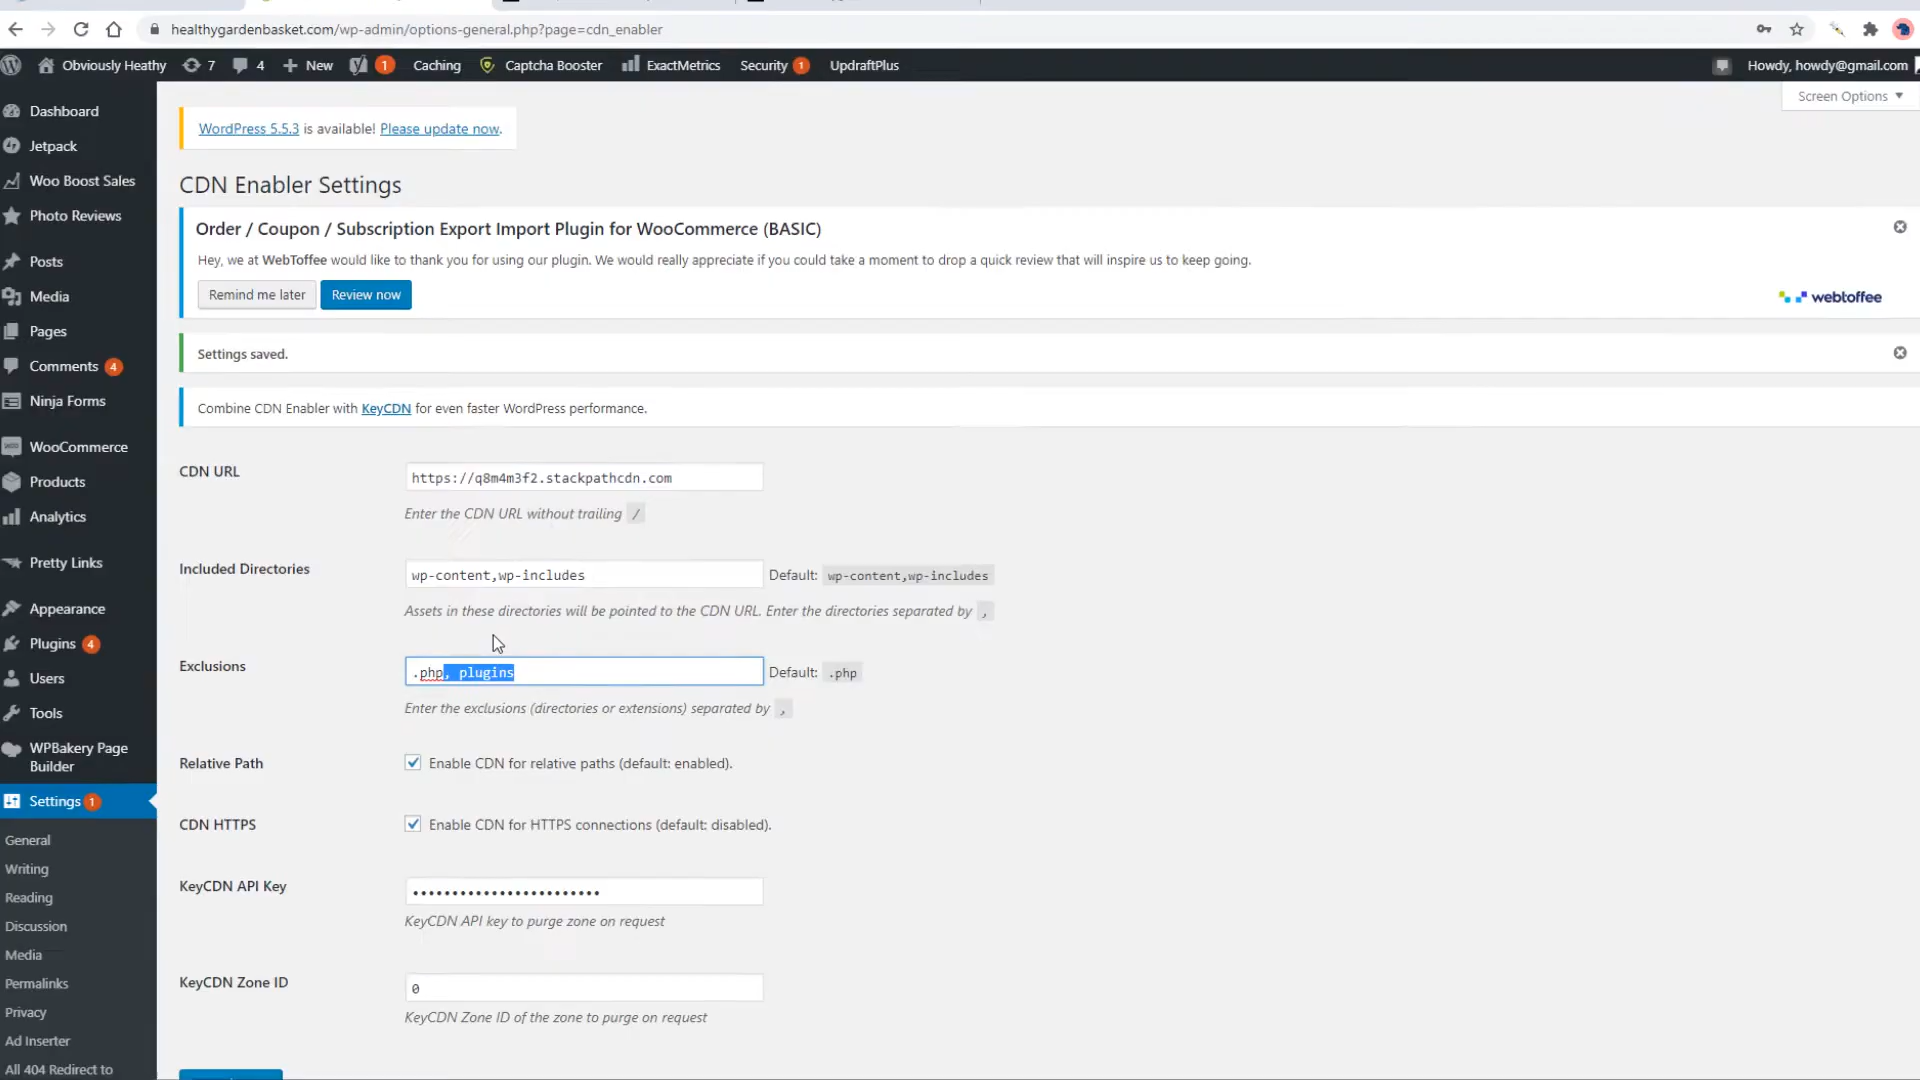 healthygardenbasket.com/wp-admin/options-general.php?page=cdn_enabler
Obviously Heathy 7 4 New 1 Caching Captcha Booster ExactMetrics Security 1 UpdraftPlus Howdy, howdy@gmail.com
Screen Options
Dashboard
Jetpack
Woo Boost Sales
Photo Reviews
Posts
Media
Pages
Comments 4
Ninja Forms
WooCommerce
Products
Analytics
Pretty Links
Appearance
Plugins 4
Users
Tools
WPBakery Page
Builder
Settings 1
General
Writing
Reading
Discussion
Media
Permalinks
Privacy
Ad Inserter
All 404 Redirect to
WordPress 5.5.3 is available! Please update now.
CDN Enabler Settings
Order / Coupon / Subscription Export Import Plugin for WooCommerce (BASIC)
Hey, we at WebToffee would like to thank you for using our plugin. We would really appreciate if you could take a moment to drop a quick review that will inspire us to keep going.
Remind me later Review now
webtoffee
Settings saved.
Combine CDN Enabler with KeyCDN for even faster WordPress performance.
CDN URL
https://q8m4m3f2.stackpathcdn.com
Enter the CDN URL without trailing /
Included Directories
wp-content,wp-includes Default: wp-content,wp-includes
Assets in these directories will be pointed to the CDN URL. Enter the directories separated by ,
Exclusions
.php, plugins Default: .php
Enter the exclusions (directories or extensions) separated by ,
Relative Path
Enable CDN for relative paths (default: enabled).
CDN HTTPS
Enable CDN for HTTPS connections (default: disabled).
KeyCDN API Key
KeyCDN API key to purge zone on request
KeyCDN Zone ID
0
KeyCDN Zone ID of the zone to purge on request